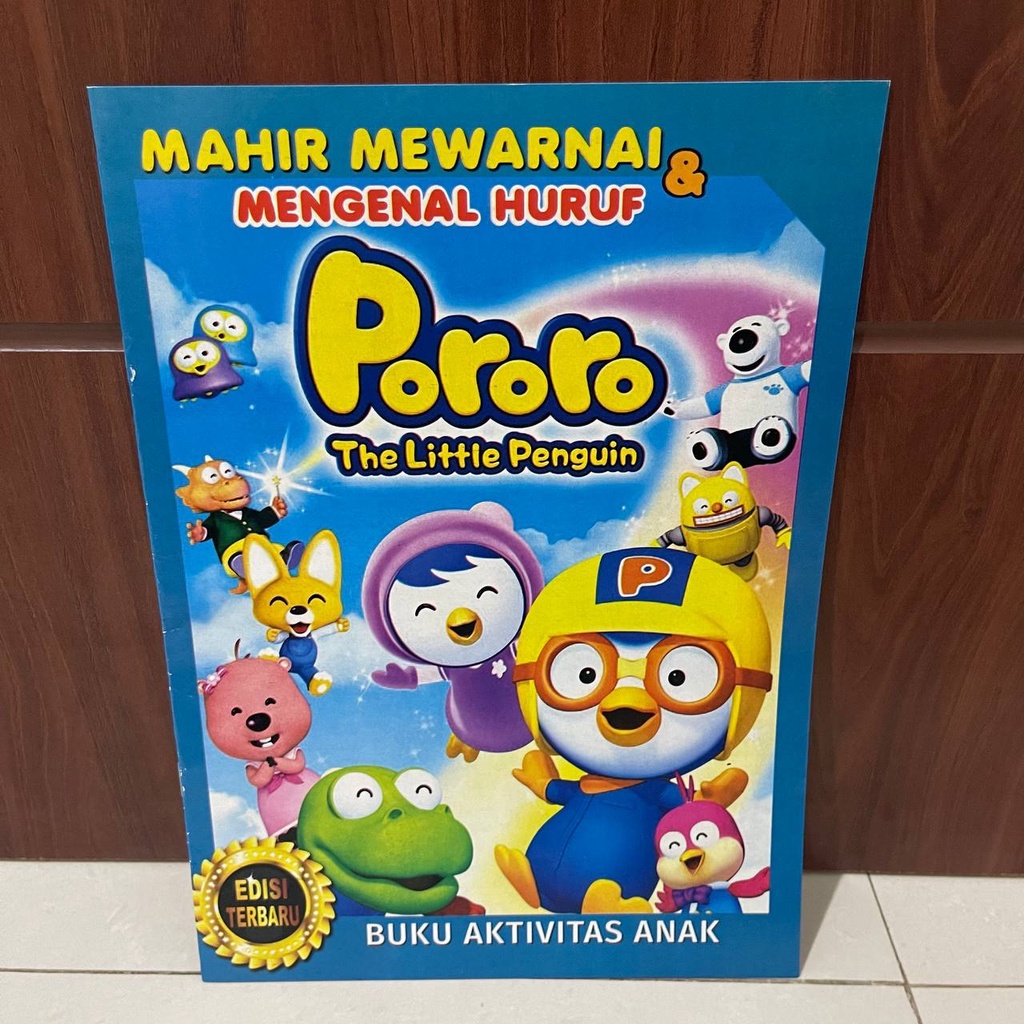 MAHIR MEWARNAI &
MENGENAL HURUF
Pororo
The Little Penguin
P
EDISI
TERBARU
BUKU AKTIVITAS ANAK